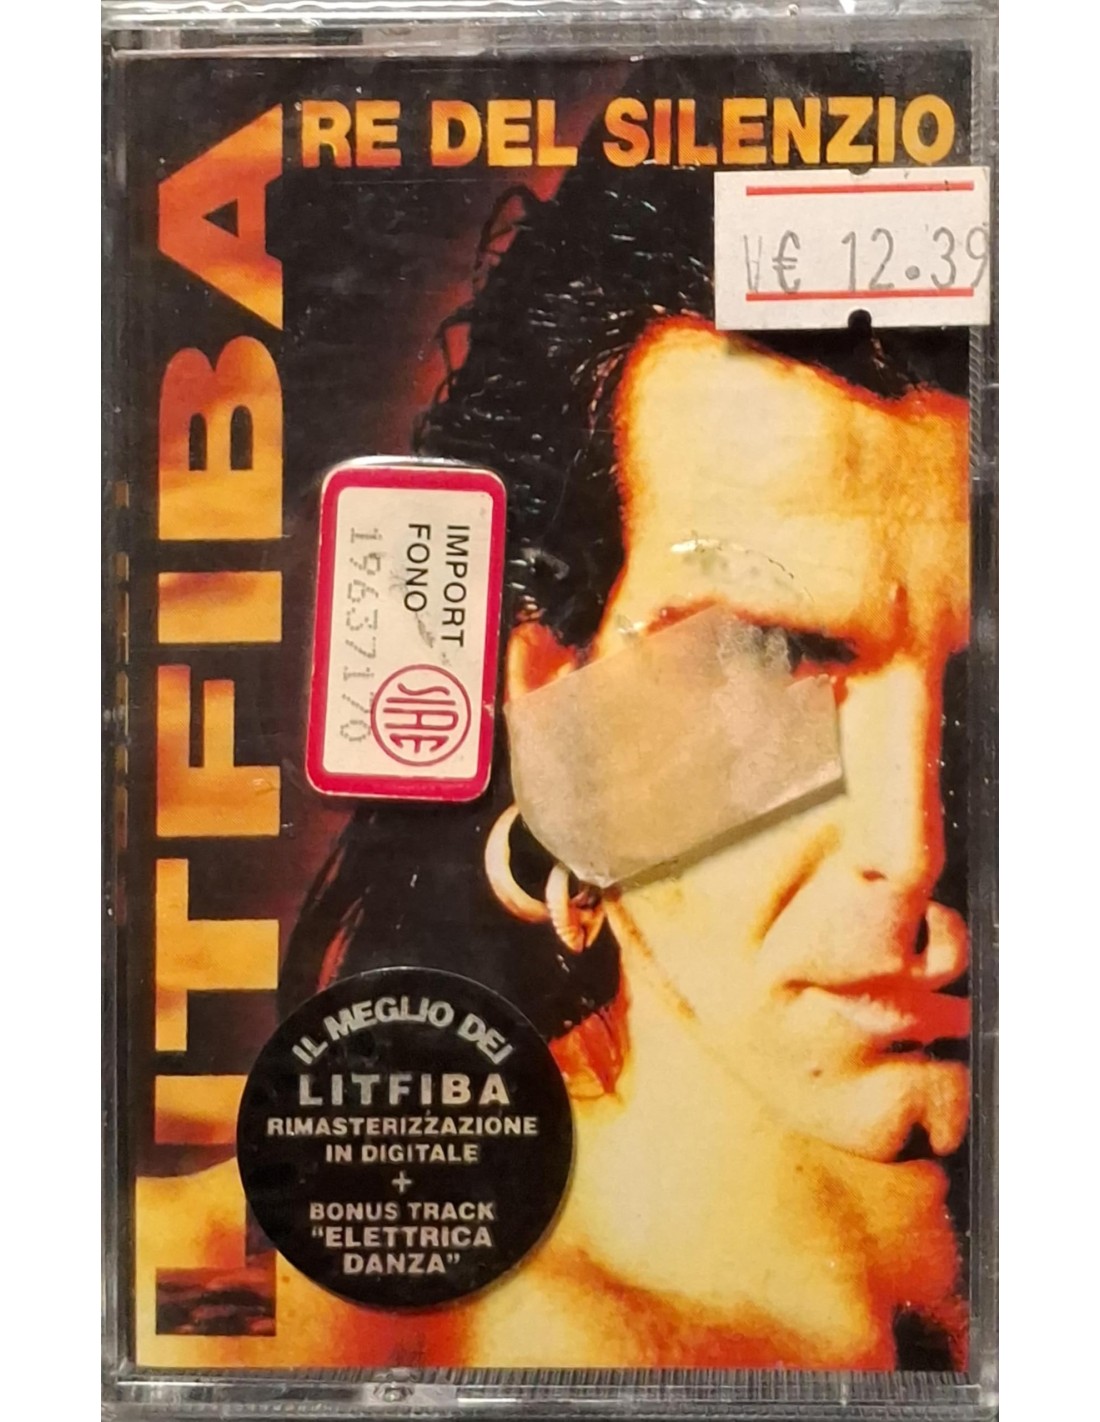 RE DEL SILENZIO
LITFIBA
V€ 12.39
IMPORT
FONO
19637170
SIAE
IL MEGLIO DEI
LITFIBA
RIMASTERIZZAZIONE
IN DIGITALE
+
BONUS TRACK
"ELETTRICA
DANZA"